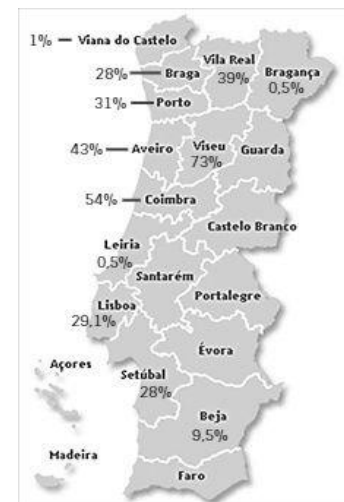 1% Viana do Castelo
Vila Real
39%
Bragança
0,5%
28% Braga
31% Porto
43% Aveiro
Viseu
73%
Guarda
54% Coimbra
Castelo Branco
Leiria
0,5%
Santarém
Lisboa
29,1%
Portalegre
Évora
Açores
Setúbal
28%
Beja
9,5%
Madeira
Faro